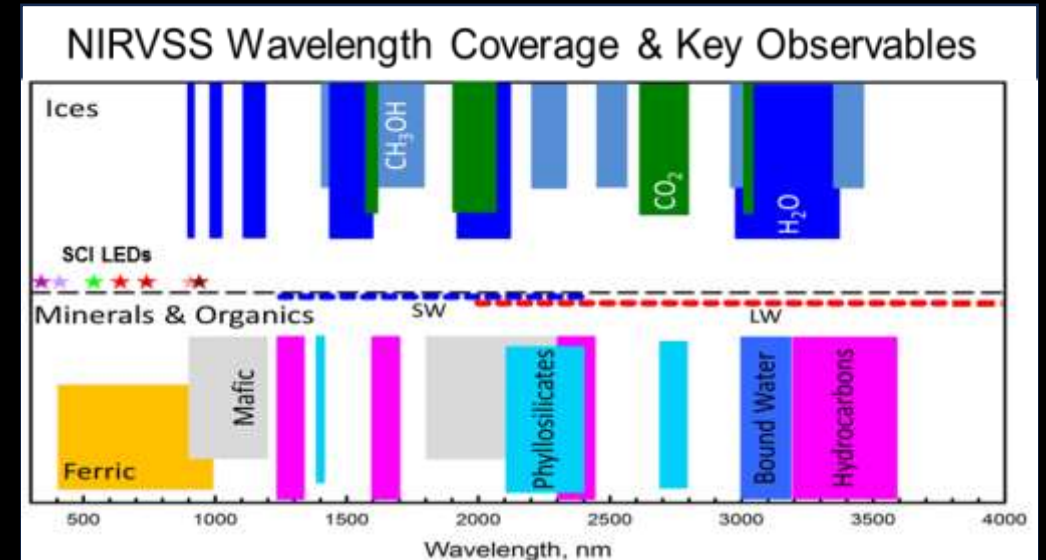 NIRVSS Wavelength Coverage & Key Observables
Ices
CH₃OH
CO₂
H₂O
SCI LEDs
Minerals & Organics
SW
LW
Mafic
Phyllosilicates
Bound Water
Hydrocarbons
Ferric
500 1000 1500 2000 2500 3000 3500 4000
Wavelength, nm